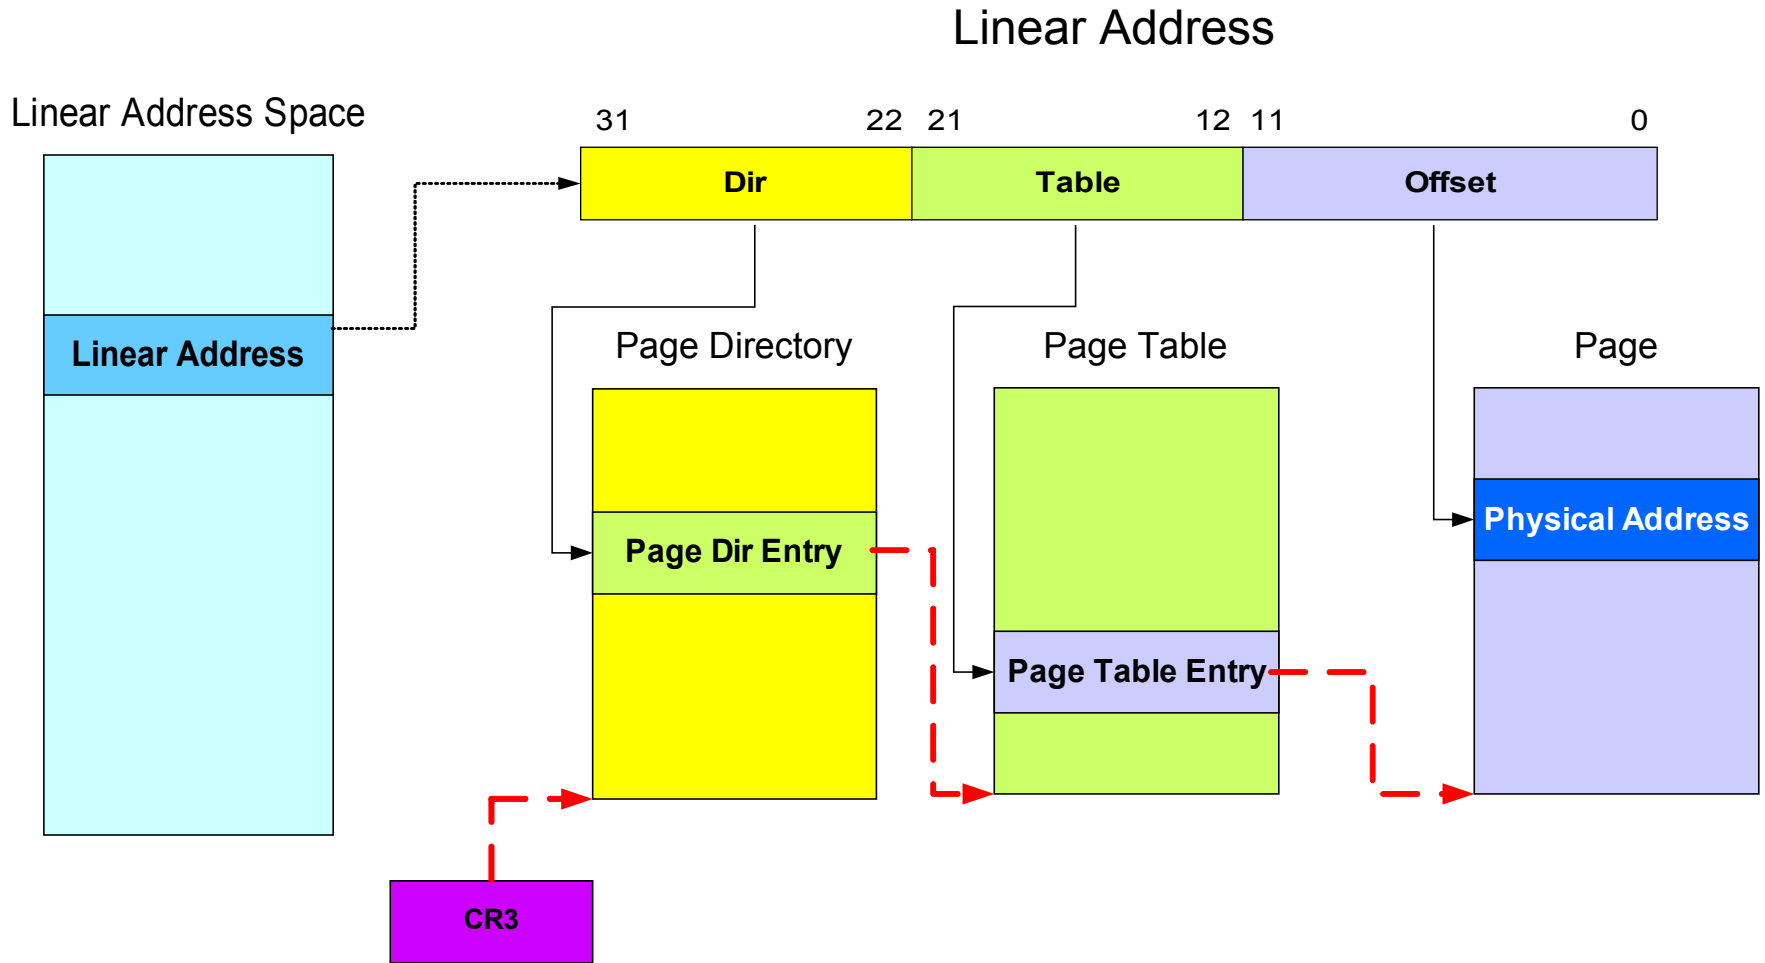 Linear Address
Linear Address Space
31 22 21 12 11 0
Dir Table Offset
Linear Address
Page Directory Page Table Page
Physical Address
Page Dir Entry
Page Table Entry
CR3